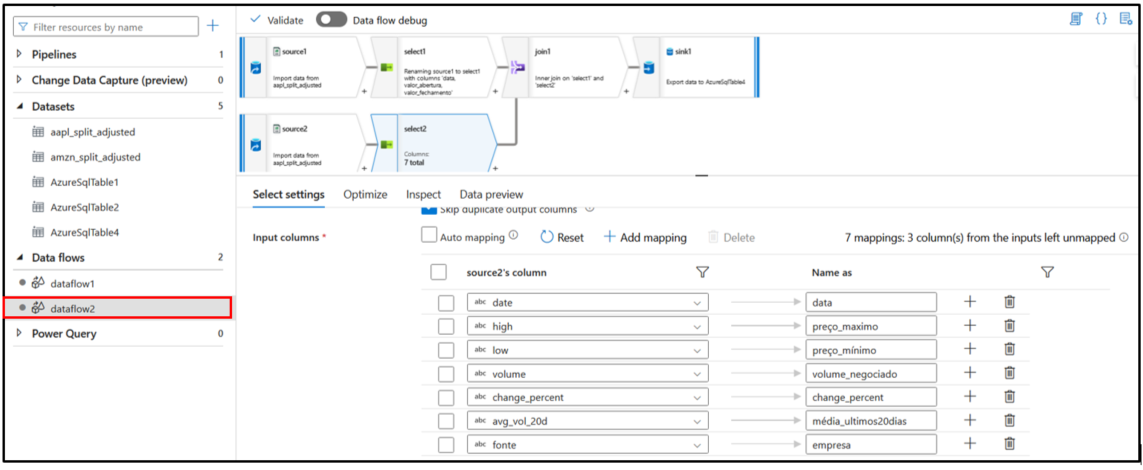 Filter resources by name
Validate
Data flow debug
Pipelines 1
Change Data Capture (preview) 0
Datasets 5
aapl_split_adjusted
amzn_split_adjusted
AzureSqlTable1
AzureSqlTable2
AzureSqlTable4
Data flows 2
dataflow1
dataflow2
Power Query 0
source1
Import data from
aapl_split_adjusted
select1
Renaming source1 to select1
with columns 'data,
valor_abertura,
valor_fechamento'
join1
Inner join on 'select1' and
'select2'
sink1
Export data to AzureSqlTable4
source2
Import data from
aapl_split_adjusted
select2
Columns:
7 total
Select settings Optimize Inspect Data preview
Skip duplicate output columns
Input columns *
Auto mapping Reset Add mapping Delete 7 mappings: 3 column(s) from the inputs left unmapped
source2's column Name as
abc date data
abc high preço_maximo
abc low preço_mínimo
abc volume volume_negociado
abc change_percent change_percent
abc avg_vol_20d média_ultimos20dias
abc fonte empresa